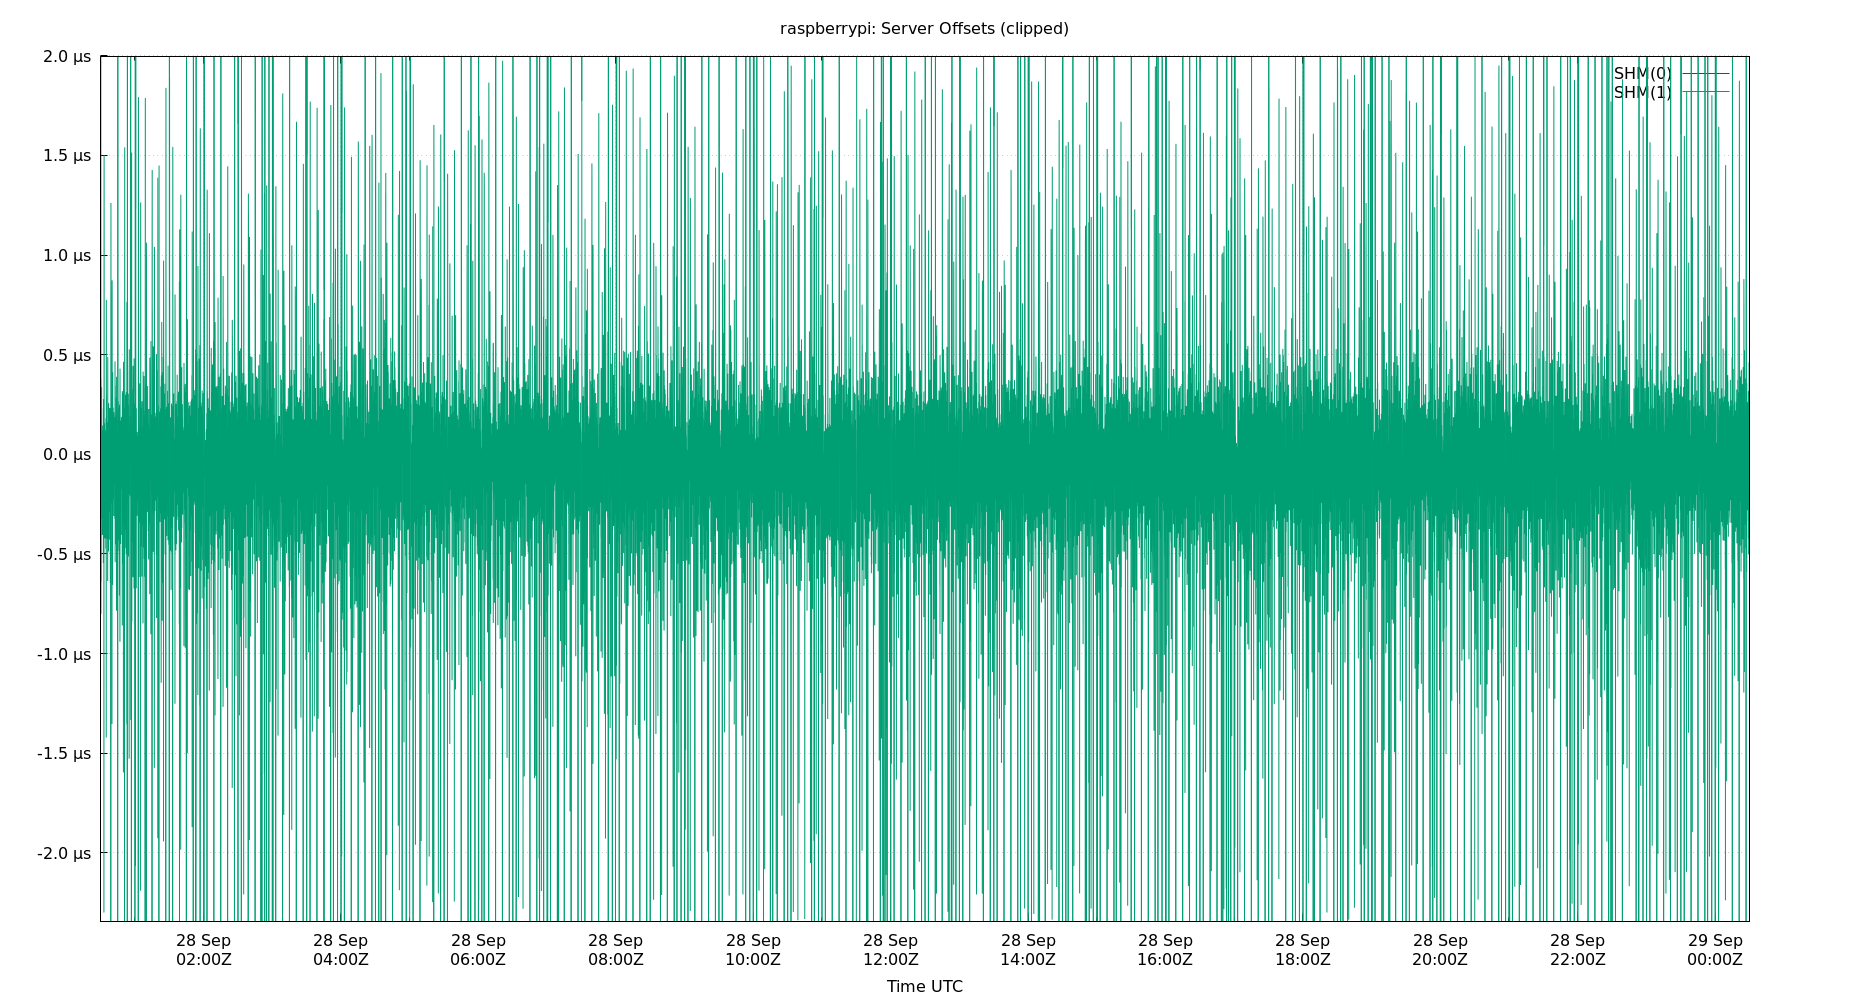 raspberrypi: Server Offsets (clipped)
2.0 µs
1.5 µs
1.0 µs
0.5 µs
0.0 µs
-0.5 µs
-1.0 µs
-1.5 µs
-2.0 µs
SHM(0)
SHM(1)
28 Sep 28 Sep 28 Sep 28 Sep 28 Sep 28 Sep 28 Sep 28 Sep 28 Sep 28 Sep 28 Sep 29 Sep
02:00Z 04:00Z 06:00Z 08:00Z 10:00Z 12:00Z 14:00Z 16:00Z 18:00Z 20:00Z 22:00Z 00:00Z
Time UTC